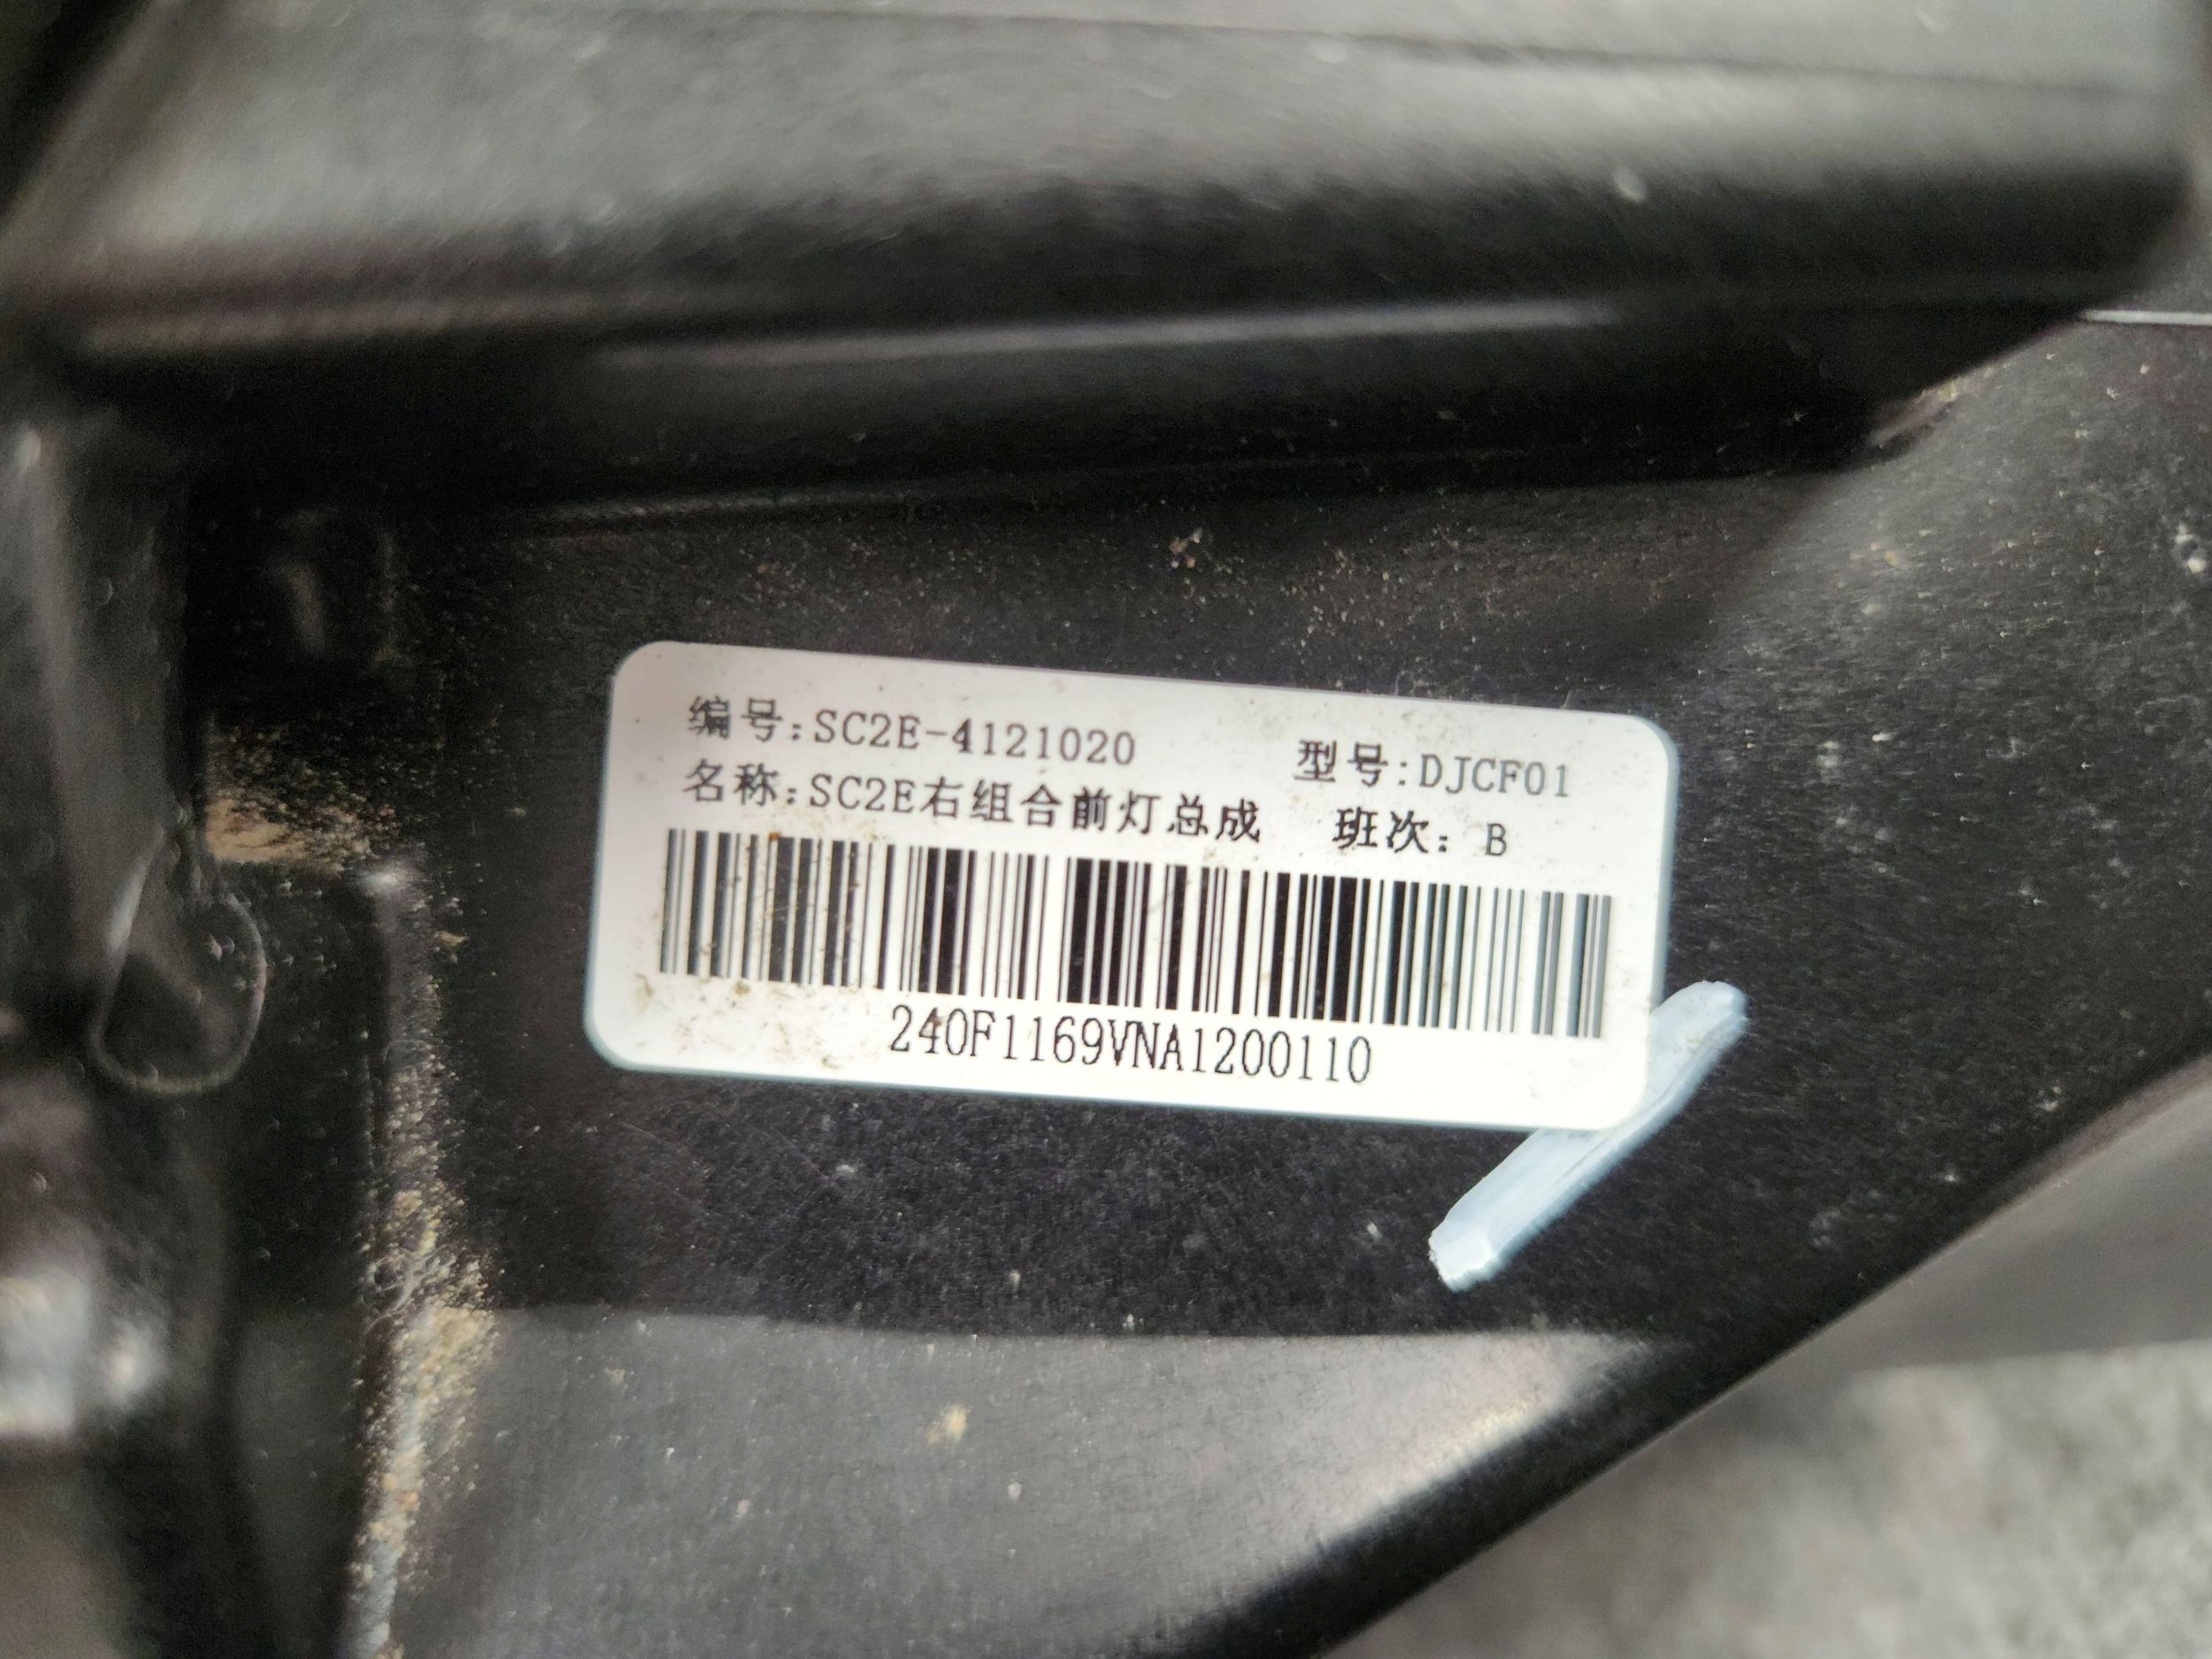 编号:SC2E-4121020 型号:DJCF01
名称:SC2E右组合前灯总成 班次: B
240F1169VNA1200110